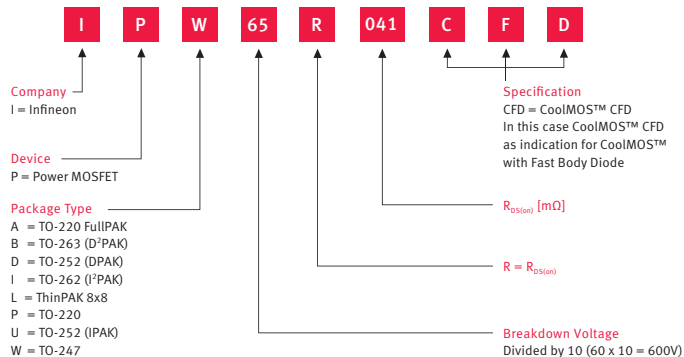 I P W 65 R 041 C F D
Company
I = Infineon
Device
P = Power MOSFET
Package Type
A = TO-220 FullPAK
B = TO-263 (D²PAK)
D = TO-252 (DPAK)
I = TO-262 (I²PAK)
L = ThinPAK 8x8
P = TO-220
U = TO-252 (IPAK)
W = TO-247
Specification
CFD = CoolMOS™ CFD
In this case CoolMOS™ CFD
as indication for CoolMOS™
with Fast Body Diode
RDS(on) [mΩ]
R = RDS(on)
Breakdown Voltage
Divided by 10 (60 x 10 = 600V)